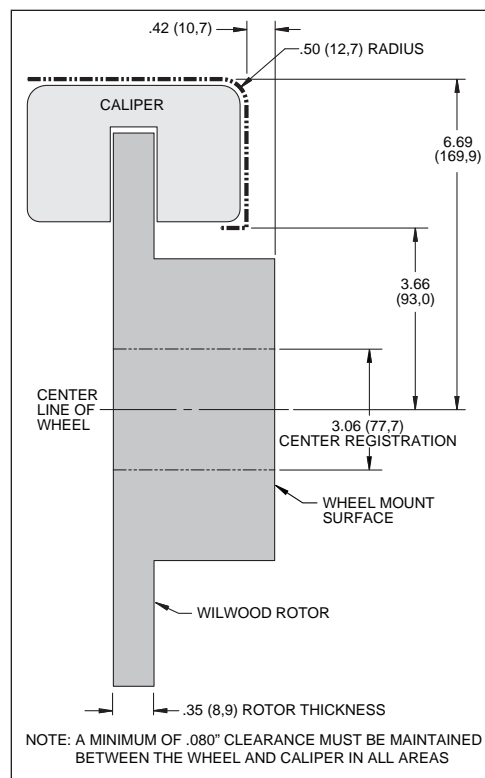 .42 (10,7)
.50 (12,7) RADIUS
CALIPER
6.69
(169,9)
3.66
(93,0)
CENTER
LINE OF
WHEEL
3.06 (77,7)
CENTER REGISTRATION
WHEEL MOUNT
SURFACE
WILWOOD ROTOR
.35 (8,9) ROTOR THICKNESS
NOTE: A MINIMUM OF .080" CLEARANCE MUST BE MAINTAINED
BETWEEN THE WHEEL AND CALIPER IN ALL AREAS